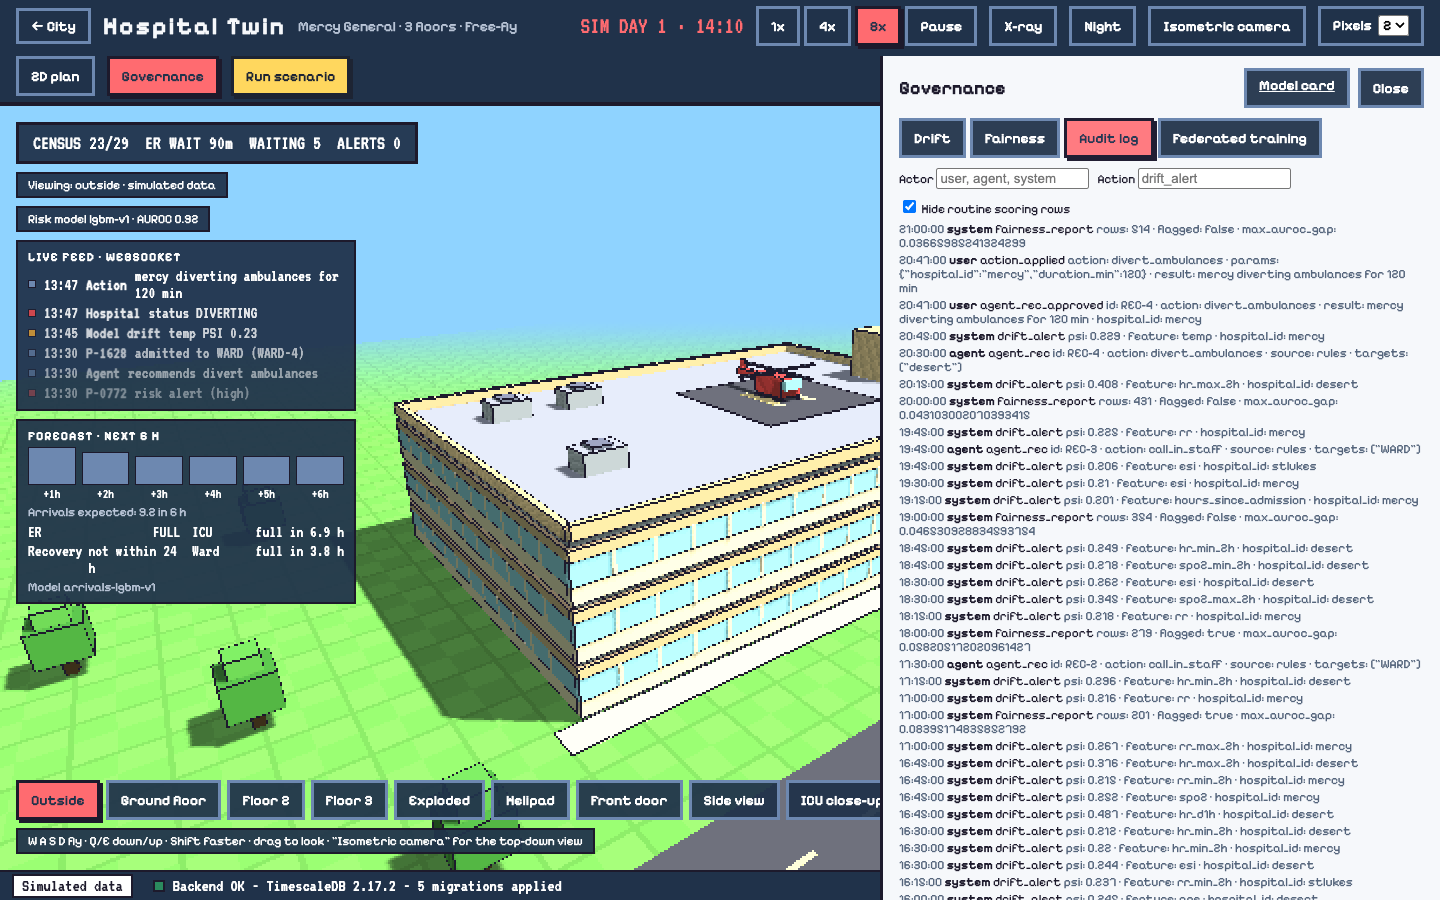 ← City
Hospital Twin
Mercy General · 3 floors · Free-fly
SIM DAY 1 · 14:10
1x
4x
8x
Pause
X-ray
Night
Isometric camera
Pixels 2
2D plan
Governance
Run scenario
CENSUS 23/29 ER WAIT 90m WAITING 5 ALERTS 0
Viewing: outside · simulated data
Risk model lgbm-v1 · AUROC 0.92
LIVE FEED · WEBSOCKET
13:47 Action mercy diverting ambulances for
120 min
13:47 Hospital status DIVERTING
13:45 Model drift temp PSI 0.23
13:30 P-1628 admitted to WARD (WARD-4)
13:30 Agent recommends divert ambulances
13:30 P-0772 risk alert (high)
FORECAST · NEXT 6 H
+1h +2h +3h +4h +5h +6h
Arrivals expected: 9.2 in 6 h
ER FULL ICU full in 6.9 h
Recovery not within 24 Ward full in 3.8 h
h
Model arrivals-lgbm-v1
Outside
Ground floor
Floor 2
Floor 3
Exploded
Helipad
Front door
Side view
ICU close-up
W A S D fly · Q/E down/up · Shift faster · drag to look · "Isometric camera" for the top-down view
Simulated data
Backend OK - TimescaleDB 2.17.2 - 5 migrations applied
Governance
Model card
Close
Drift
Fairness
Audit log
Federated training
Actor user, agent, system Action drift_alert
Hide routine scoring rows
21:00:00 system fairness_report rows: 514 · flagged: false · max_auroc_gap:
0.03665985241324299
20:47:00 user action_applied action: divert_ambulances · params:
{"hospital_id":"mercy","duration_min":120} · result: mercy diverting ambulances for 120
min
20:47:00 user agent_rec_approved id: REC-4 · action: divert_ambulances · result: mercy
diverting ambulances for 120 min · hospital_id: mercy
20:45:00 system drift_alert psi: 0.229 · feature: temp · hospital_id: mercy
20:30:00 agent agent_rec id: REC-4 · action: divert_ambulances · source: rules · targets:
["desert"]
20:15:00 system drift_alert psi: 0.408 · feature: hr_max_2h · hospital_id: desert
20:00:00 system fairness_report rows: 431 · flagged: false · max_auroc_gap:
0.04310300207039415
19:45:00 system drift_alert psi: 0.225 · feature: rr · hospital_id: mercy
19:45:00 agent agent_rec id: REC-3 · action: call_in_staff · source: rules · targets: ["WARD"]
19:45:00 system drift_alert psi: 0.206 · feature: esi · hospital_id: stlukes
19:30:00 system drift_alert psi: 0.21 · feature: esi · hospital_id: mercy
19:15:00 system drift_alert psi: 0.201 · feature: hours_since_admission · hospital_id: mercy
19:00:00 system fairness_report rows: 354 · flagged: false · max_auroc_gap:
0.04653092883459754
18:45:00 system drift_alert psi: 0.249 · feature: hr_min_2h · hospital_id: desert
18:45:00 system drift_alert psi: 0.278 · feature: spo2_min_2h · hospital_id: desert
18:30:00 system drift_alert psi: 0.262 · feature: esi · hospital_id: desert
18:30:00 system drift_alert psi: 0.345 · feature: spo2_max_2h · hospital_id: desert
18:15:00 system drift_alert psi: 0.218 · feature: rr · hospital_id: mercy
18:00:00 system fairness_report rows: 279 · flagged: true · max_auroc_gap:
0.05820517202961427
17:30:00 agent agent_rec id: REC-2 · action: call_in_staff · source: rules · targets: ["WARD"]
17:15:00 system drift_alert psi: 0.296 · feature: hr_min_2h · hospital_id: desert
17:00:00 system drift_alert psi: 0.216 · feature: rr · hospital_id: mercy
17:00:00 system fairness_report rows: 201 · flagged: true · max_auroc_gap:
0.08395174835852792
17:00:00 system drift_alert psi: 0.267 · feature: rr_max_2h · hospital_id: mercy
16:45:00 system drift_alert psi: 0.376 · feature: hr_max_2h · hospital_id: mercy
16:45:00 system drift_alert psi: 0.215 · feature: rr_min_2h · hospital_id: mercy
16:45:00 system drift_alert psi: 0.252 · feature: spo2 · hospital_id: mercy
16:45:00 system drift_alert psi: 0.487 · feature: hr_d1h · hospital_id: mercy
16:30:00 system drift_alert psi: 0.212 · feature: hr_min_2h · hospital_id: desert
16:30:00 system drift_alert psi: 0.22 · feature: hr_min_2h · hospital_id: mercy
16:30:00 system drift_alert psi: 0.244 · feature: esi · hospital_id: desert
16:15:00 system drift_alert psi: 0.237 · feature: rr_min_2h · hospital_id: stlukes